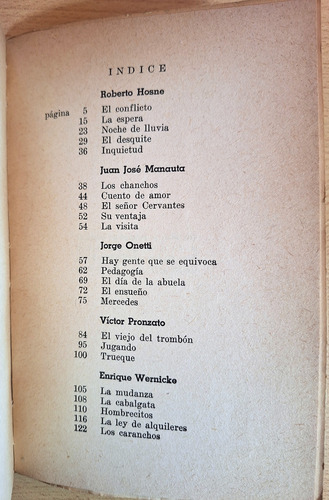 INDICE
Roberto Hosne
página 5 El conflicto
15 La espera
23 Noche de lluvia
29 El desquite
36 Inquietud
Juan José Manauta
38 Los chanchos
44 Cuento de amor
48 El señor Cervantes
52 Su ventaja
54 La visita
Jorge Onetti
57 Hay gente que se equivoca
62 Pedagogía
69 El día de la abuela
72 El ensueño
75 Mercedes
Víctor Pronzato
84 El viejo del trombón
95 Jugando
100 Trueque
Enrique Wernicke
105 La mudanza
108 La cabalgata
110 Hombrecitos
116 La ley de alquileres
122 Los caranchos